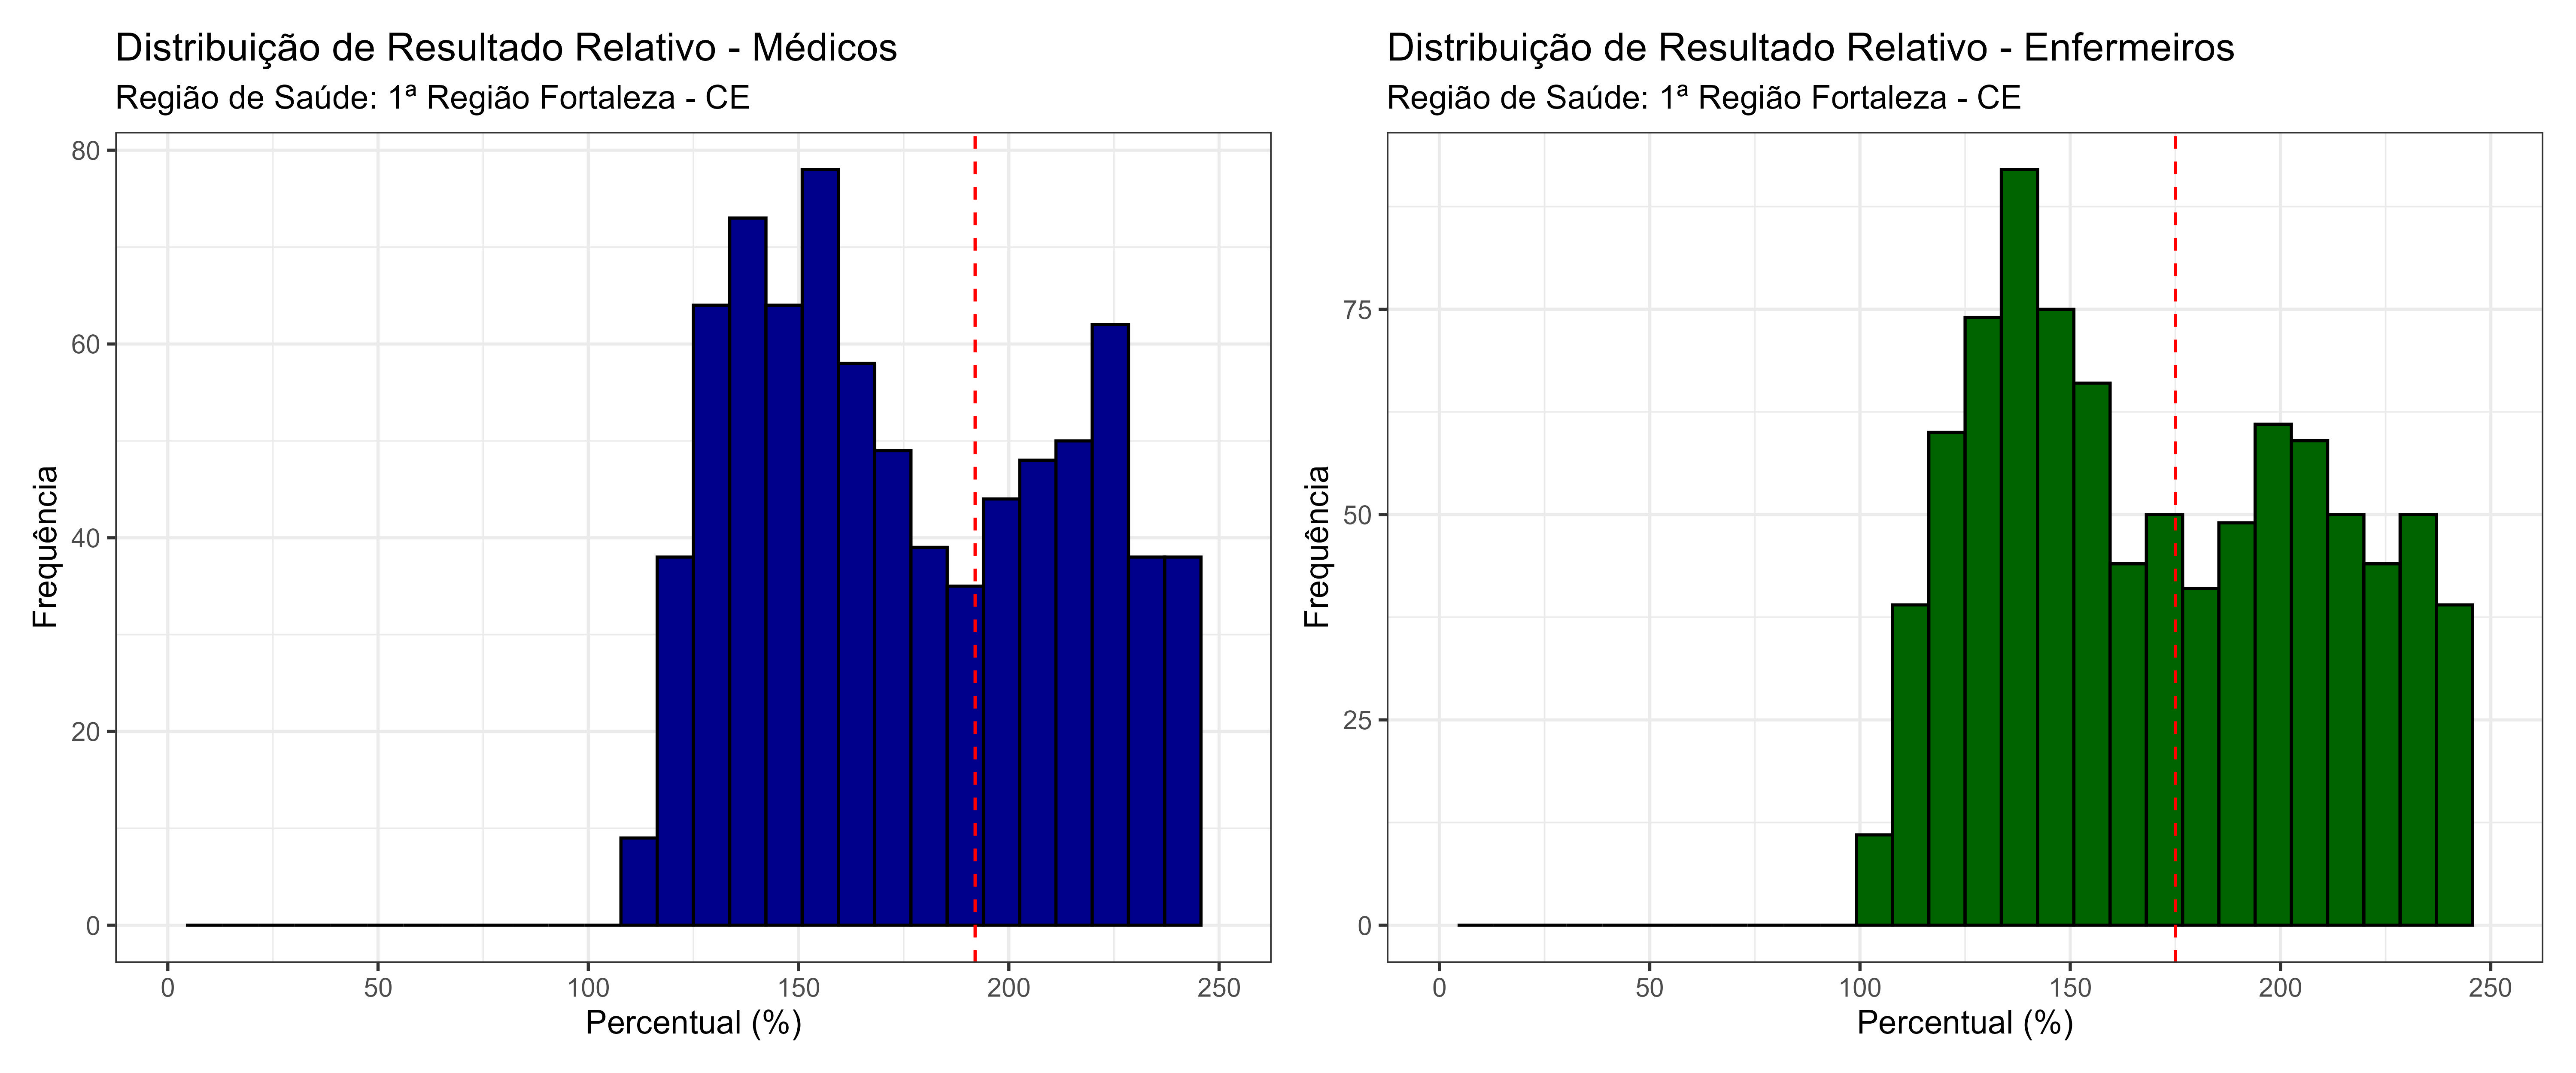 Distribuição de Resultado Relativo - Médicos
Região de Saúde: 1ª Região Fortaleza - CE
80
60
40
20
0
Frequência
0 50 100 150 200 250
Percentual (%)
Distribuição de Resultado Relativo - Enfermeiros
Região de Saúde: 1ª Região Fortaleza - CE
75
50
25
0
Frequência
0 50 100 150 200 250
Percentual (%)